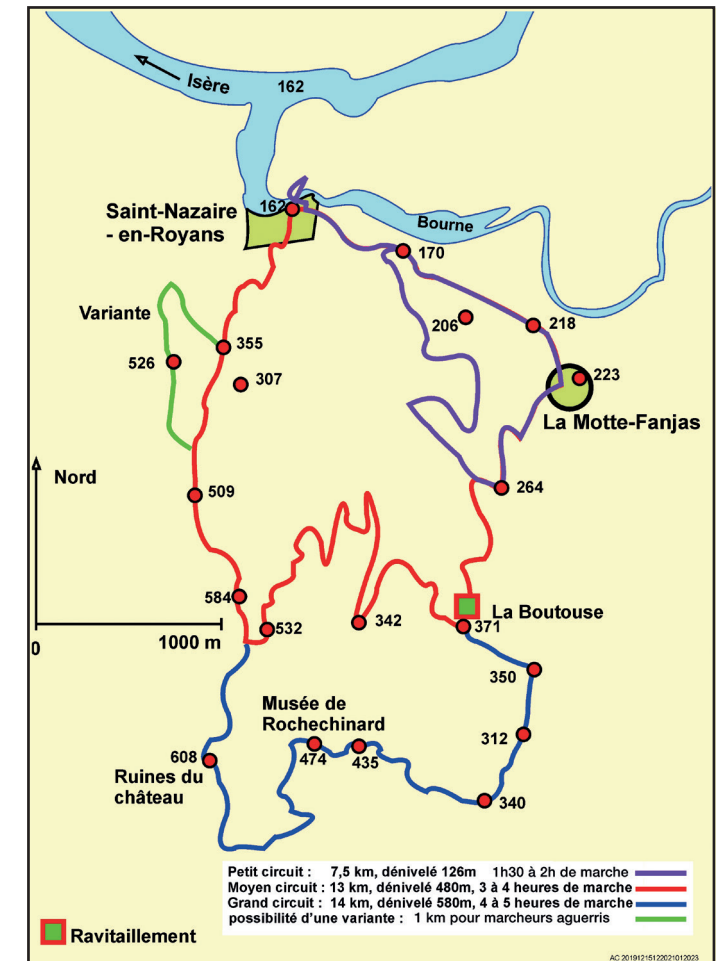 Isère
162
162
Saint-Nazaire
- en-Royans
Bourne
170
Variante
206
218
355
526
307
223
La Motte-Fanjas
Nord
264
509
584
La Boutouse
532
342
371
1000 m
0
350
Musée de
Rochechinard
312
608
474
435
Ruines du
château
340
Petit circuit : 7,5 km, dénivelé 126m 1h30 à 2h de marche
Moyen circuit : 13 km, dénivelé 480m, 3 à 4 heures de marche
Grand circuit : 14 km, dénivelé 580m, 4 à 5 heures de marche
possibilité d'une variante : 1 km pour marcheurs aguerris
Ravitaillement
AC 20191215122021012023